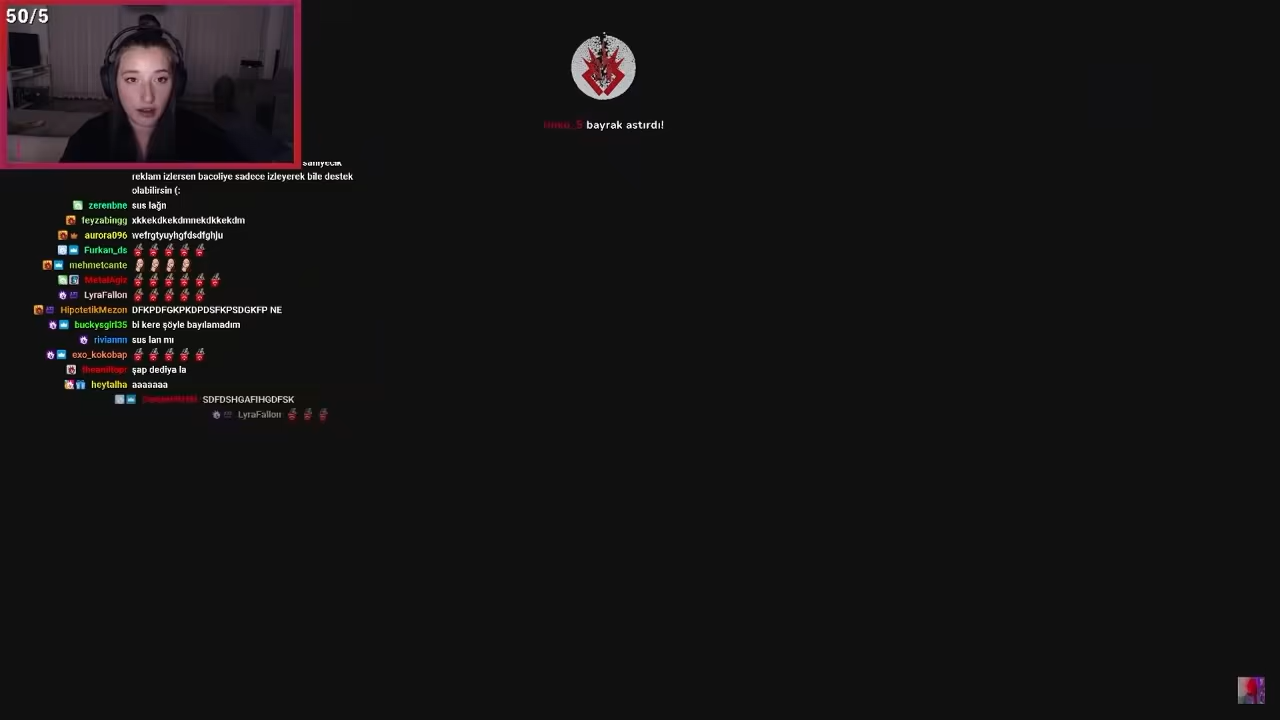 50/5
bayrak astırdı!
saniyecik
reklam izlersen bacoliye sadece izleyerek bile destek
olabilirsin (:
zerenbne sus lağn
feyzabingg xkkekdkekdmnekdkkekdm
aurora096 wefrgtyuyhgfdsdfghju
Furkan_ds
mehmetcante
MetalAgiz
LyraFallon
HipotetikMezon DFKPDFGKPKDPDSFKPSDGKFP NE
buckysgirl35 bi kere şöyle bayılamadım
riviannn sus lan mı
exo_kokobap
şap dediya la
heytalha aaaaaaa
SDFDSHGAFIHGDFSK
LyraFallon